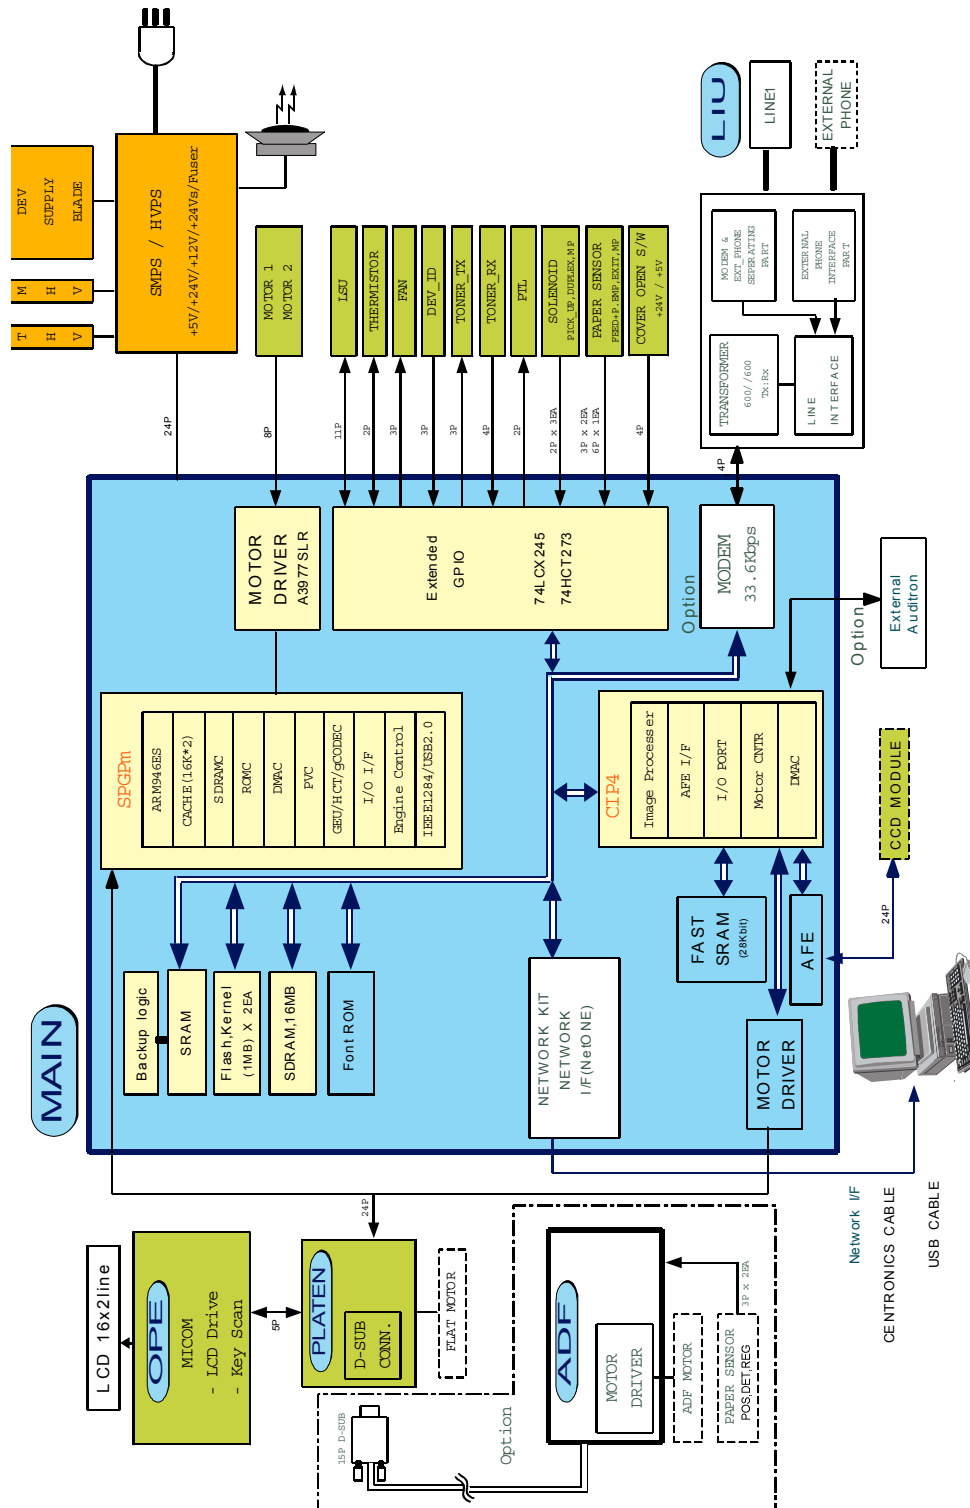 MAIN
LIU
LCD 16x2line
OPE
MICOM
- LCD Drive
- Key Scan
5P
PLATEN
D-SUB
CONN.
FLAT MOTOR
24P
15P D-SUB
Option
ADF
MOTOR
DRIVER
ADF MOTOR
PAPER SENSOR
POS,DET,REG
3P x 2EA
Backup logic
SRAM
Flash,Kernel
(1MB) X 2EA
SDRAM,16MB
Font ROM
NETWORK KIT
NETWORK
I/F(NetONE)
FAST
SRAM
(28Kbit)
AFE
MOTOR
DRIVER
24P
CCD MODULE
Network I/F
CENTRONICS CABLE
USB CABLE
SPGPm
ARM946ES
CACHE(16K*2)
SDRAMC
ROMC
DMAC
PVC
GEU/HCT/gCODEC
I/O I/F
Engine Control
IEEE1284/USB2.0
CIP4
Image Processer
AFE I/F
I/O PORT
Motor CNTR
DMAC
MOTOR
DRIVER
A3977SLR
Extended
GPIO
74LCX245
74HCT273
Option
MODEM
33.6Kbps
Option
External
Auditron
24P
8P
11P
2P
3P
3P
3P
4P
2P
2P x 3EA
3P x 2EA
6P x 1EA
4P
4P
DEV
SUPPLY
BLADE
M H V
T H V
SMPS / HVPS
+5V/+24V/+12V/+24Vs/Fuser
MOTOR 1
MOTOR 2
LSU
THERMISTOR
FAN
DEV_ID
TONER_TX
TONER_RX
PTL
SOLENOID
PICK_UP,DUPLEX,MP
PAPER SENSOR
FEED+P.EMP,EXIT,MP
COVER OPEN S/W
+24V / +5V
TRANSFORMER
600//600
Tx:Rx
LINE
INTERFACE
MODEM &
EXT_PHONE
SEPERATING
PART
EXTERNAL
PHONE
INTERFACE
PART
LINE1
EXTERNAL
PHONE